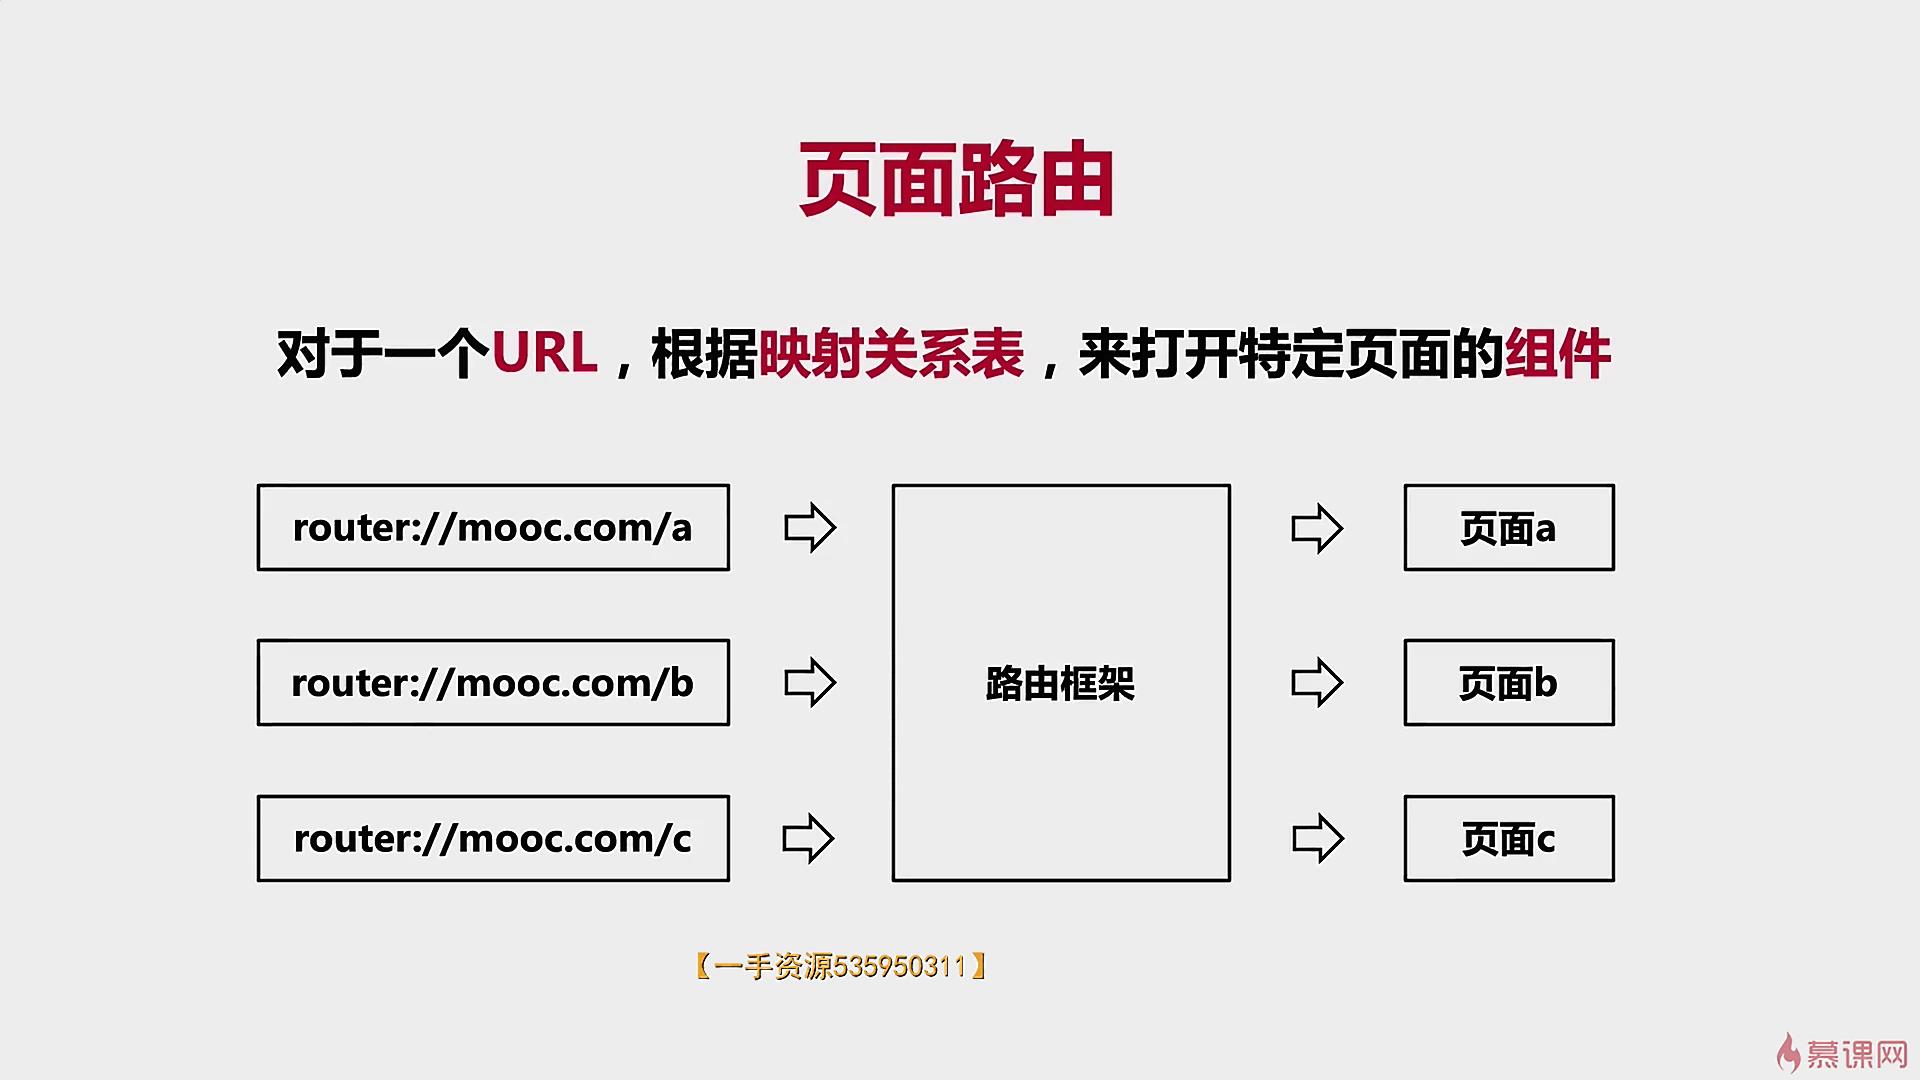 页面路由
对于一个URL，根据映射关系表，来打开特定页面的组件
router://mooc.com/a
页面a
router://mooc.com/b
路由框架
页面b
router://mooc.com/c
页面c
【一手资源535950311】
慕课网